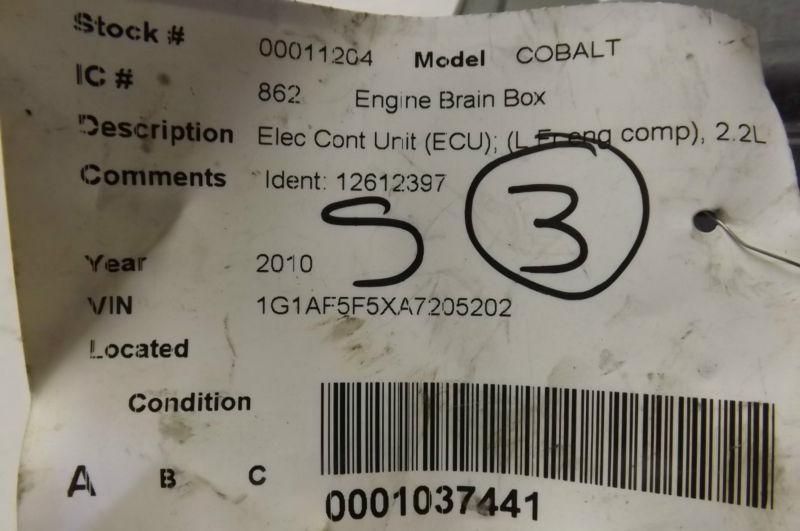 Stock # 00011204 Model COBALT
IC # 862 Engine Brain Box
Description Elec Cont Unit (ECU); (L Fr eng comp), 2.2L
Comments Ident: 12612397
S 3
Year 2010
VIN 1G1AF5F5XA7205202
Located
Condition
A B C
0001037441